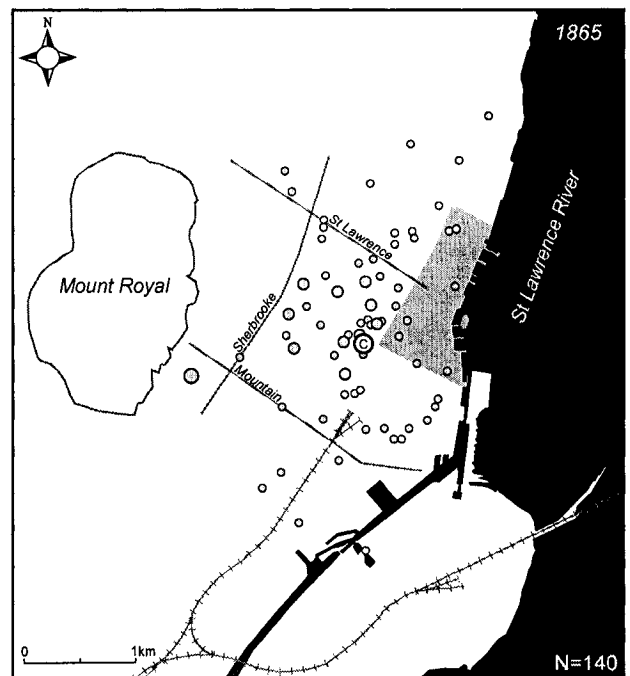 N
1865
St Lawrence
St Lawrence River
Mount Royal
Sherbrooke
C
Mountain
0 1km
N=140